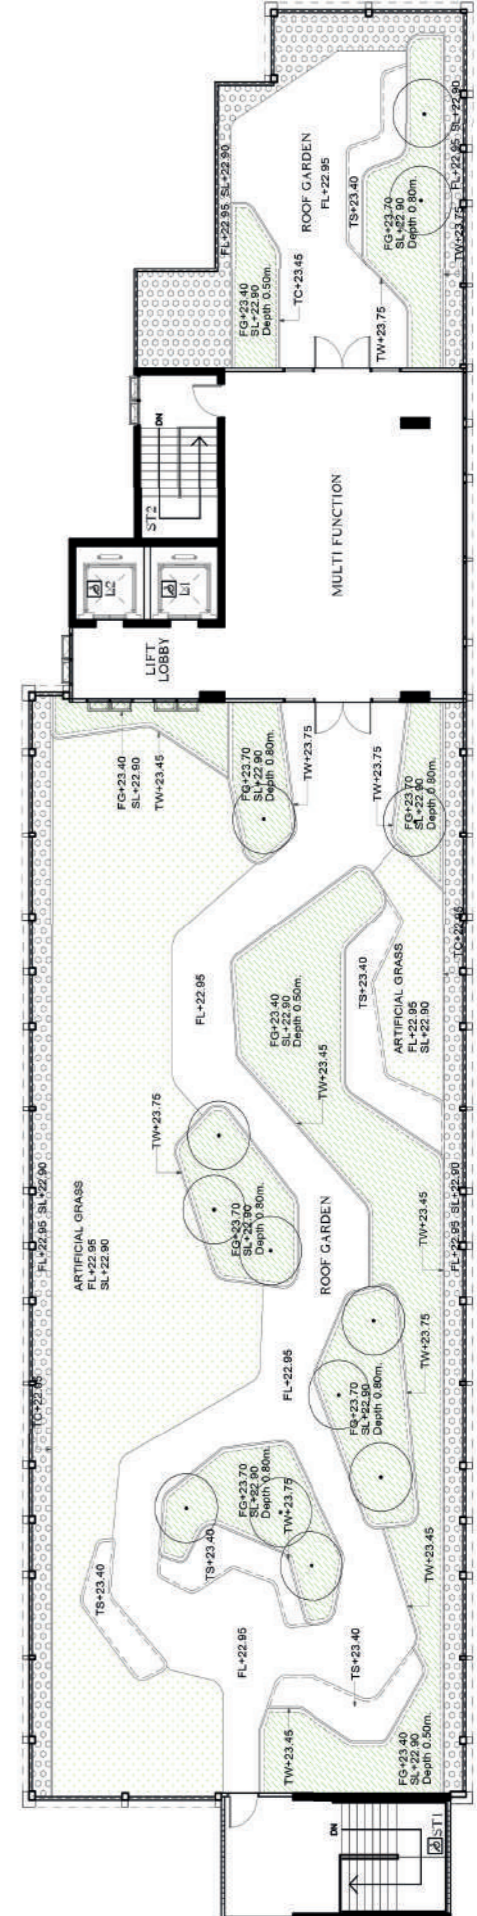 FL+22.95 SL+22.90
ROOF GARDEN
FL+22.95
TS+23.40
FG+23.70
SL+22.90
Depth 0.80m.
FL+22.95 SL+22.90
TW+23.75
FG+23.40
SL+22.90
Depth 0.50m.
TC+23.45
TW+23.75
DN
ST2
MULTI FUNCTION
L2
L1
LIFT
LOBBY
FG+23.40
SL+22.90
TW+23.45
FG+23.70
SL+22.90
Depth 0.80m.
TW+23.75
TW+23.75
FG+23.70
SL+22.90
Depth 0.80m.
FL+22.95
FG+23.40
SL+22.90
Depth 0.50m.
TS+23.40
ARTIFICIAL GRASS
FL+22.95
SL+22.90
TW+23.45
TW+23.75
FL+22.95 SL+22.90
ARTIFICIAL GRASS
FL+22.95
SL+22.90
FG+23.70
SL+22.90
Depth 0.80m.
ROOF GARDEN
TW+23.45
FL+22.95 SL+22.90
FL+22.95
TW+23.75
FG+23.70
SL+22.90
Depth 0.80m.
TC+22.95
FG+23.70
SL+22.90
Depth 0.80m.
TW+23.75
TS+23.40
TS+23.40
TW+23.45
FL+22.95
TS+23.40
TW+23.45
FG+23.40
SL+22.90
Depth 0.50m.
DN
ST1